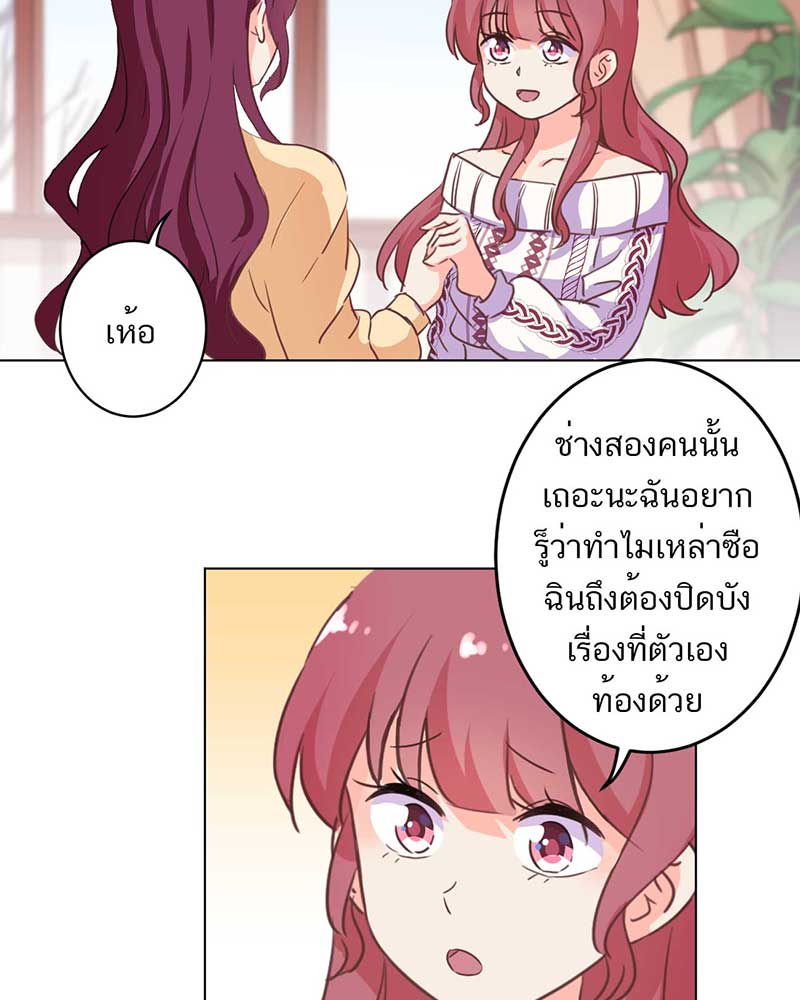 เห้อ
ช่างสองคนนั้น
เถอะนะฉันอยาก
รู็ว่าทำไมเหล่าซือ
ฉินถึงต้องปิดบัง
เรื่องที่ตัวเอง
ท้องด้วย